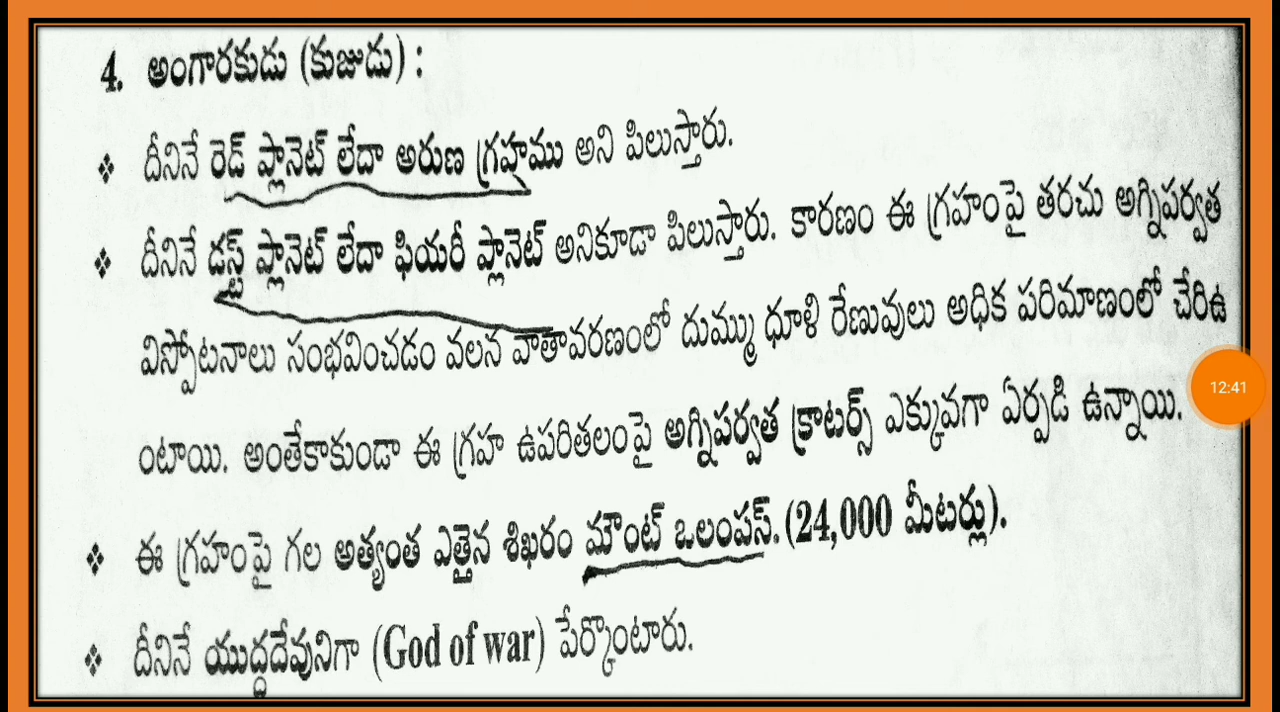 4. అంగారకుడు (కుజుడు) :
❖ దీనినే రెడ్ ప్లానెట్ లేదా అరుణ గ్రహము అని పిలుస్తారు.
❖ దీనినే డస్ట్ ప్లానెట్ లేదా ఫియరీ ప్లానెట్ అనికూడా పిలుస్తారు. కారణం ఈ గ్రహంపై తరచు అగ్నిపర్వత
విస్పోటనాలు సంభవించడం వలన వాతావరణంలో దుమ్ము ధూళి రేణువులు అధిక పరిమాణంలో చేరిఉ
12:41
ంటాయి. అంతేకాకుండా ఈ గ్రహ ఉపరితలంపై అగ్నిపర్వత క్రాటర్స్ ఎక్కువగా ఏర్పడి ఉన్నాయి.
❖ ఈ గ్రహంపై గల అత్యంత ఎత్తైన శిఖరం మౌంట్ ఒలంపస్. (24,000 మీటర్లు).
❖ దీనినే యుద్ధదేవునిగా (God of war) పేర్కొంటారు.